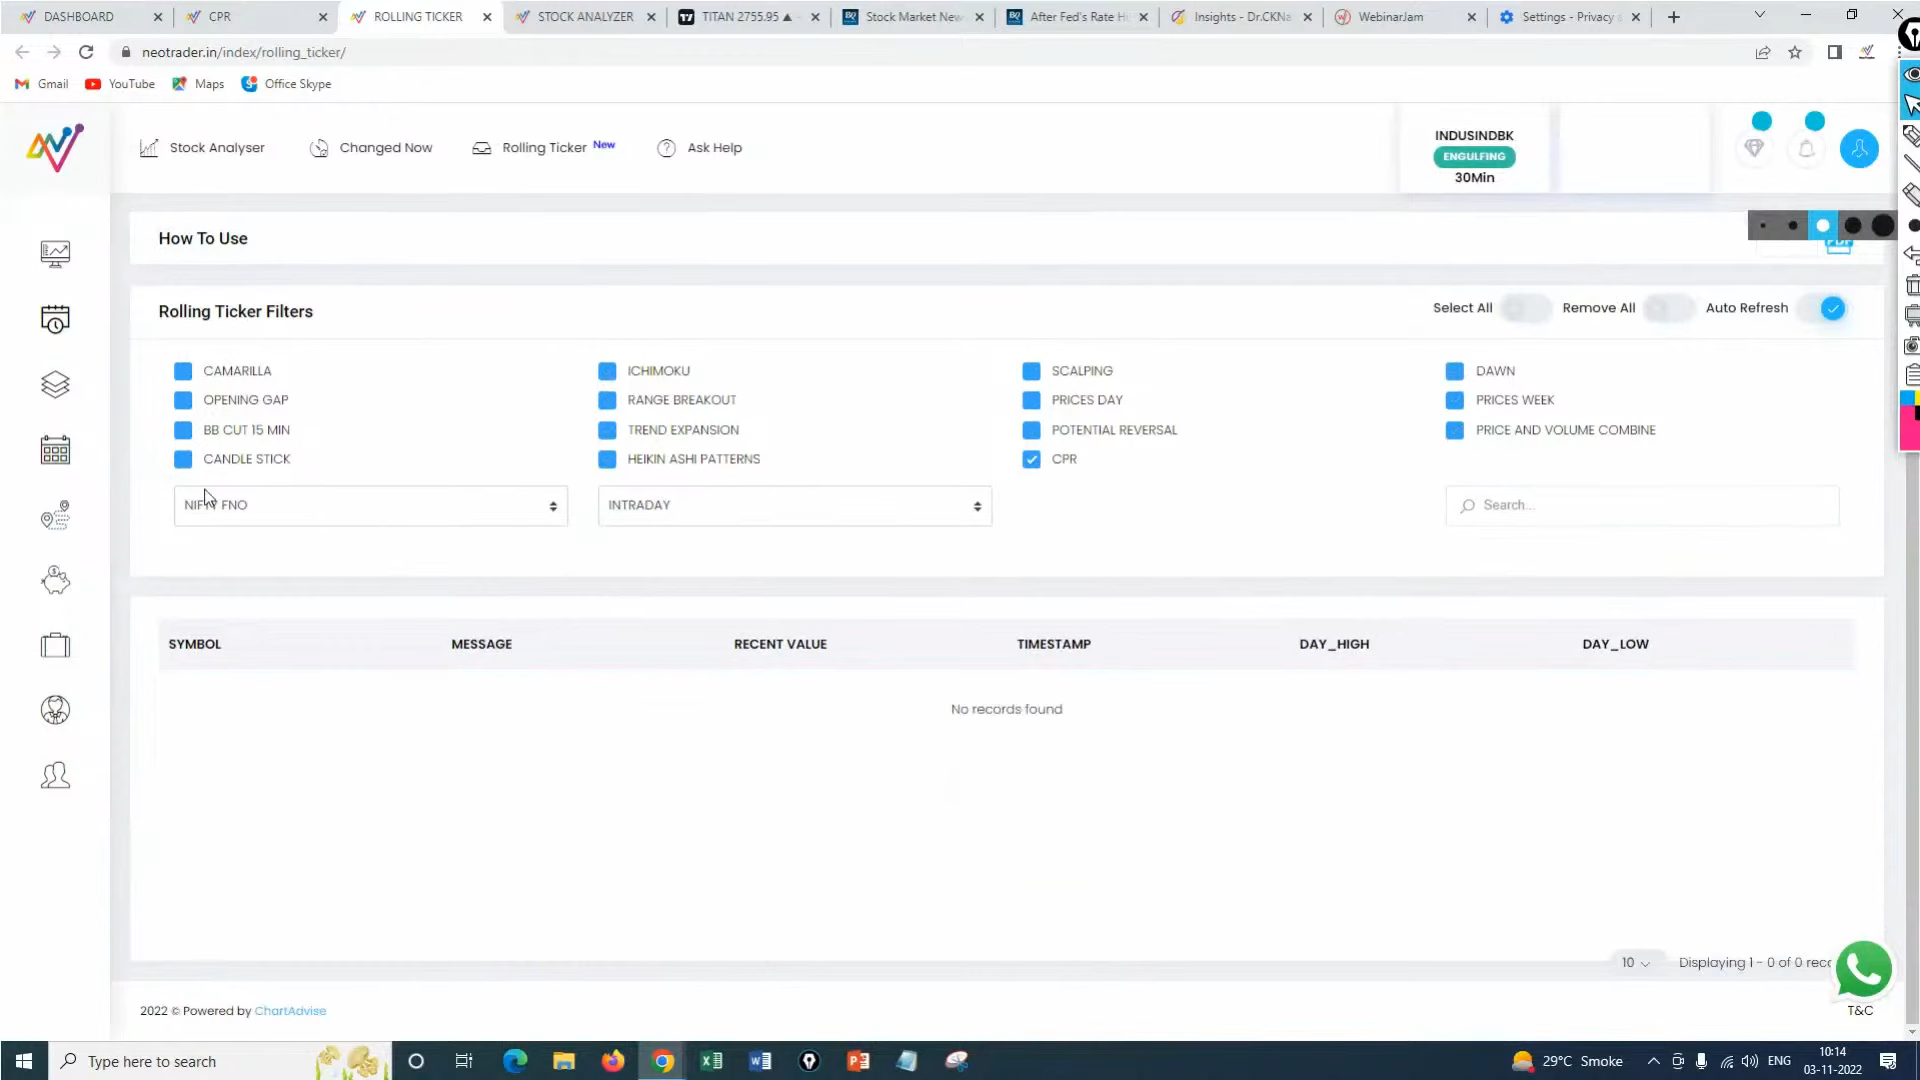 DASHBOARD
CPR
ROLLING TICKER
STOCK ANALYZER
TITAN 2755.95 ▲
Stock Market New
After Fed's Rate Hi
Insights - Dr.CKNa
WebinarJam
Settings - Privacy
neotrader.in/index/rolling_ticker/
Gmail
YouTube
Maps
Office Skype
Stock Analyser
Changed Now
Rolling Ticker New
Ask Help
INDUSINDBK
ENGULFING
30Min
How To Use
PDF
Rolling Ticker Filters
Select All
Remove All
Auto Refresh
CAMARILLA
ICHIMOKU
SCALPING
DAWN
OPENING GAP
RANGE BREAKOUT
PRICES DAY
PRICES WEEK
BB CUT 15 MIN
TREND EXPANSION
POTENTIAL REVERSAL
PRICE AND VOLUME COMBINE
CANDLE STICK
HEIKIN ASHI PATTERNS
CPR
NIFTY FNO
INTRADAY
Search...
SYMBOL
MESSAGE
RECENT VALUE
TIMESTAMP
DAY_HIGH
DAY_LOW
No records found
10
Displaying 1 - 0 of 0 reco
2022 © Powered by ChartAdvise
T&C
Type here to search
29°C Smoke
ENG
10:14
03-11-2022